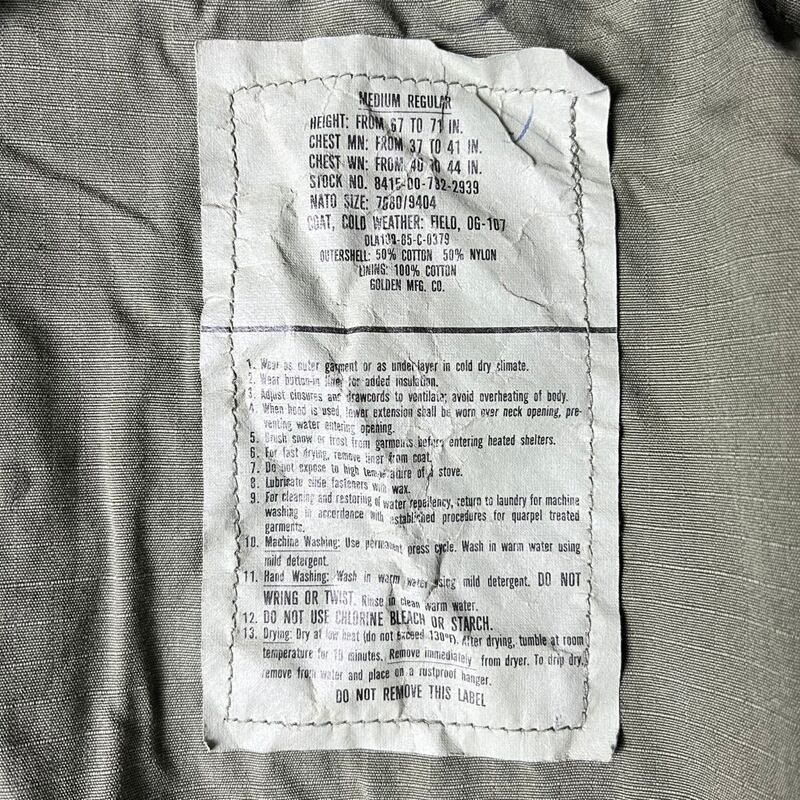 MEDIUM REGULAR
HEIGHT: FROM 67 TO 71 IN.
CHEST MN: FROM 37 TO 41 IN.
CHEST WN: FROM 40 TO 44 IN.
STOCK NO. 8415-00-782-2939
NATO SIZE: 7080/9404
COAT, COLD WEATHER: FIELD, OG-107
DLA100-85-C-0379
OUTERSHELL: 50% COTTON 50% NYLON
LINING: 100% COTTON
GOLDEN MFG. CO.
1. Wear as outer garment or as under-layer in cold dry climate.
2. Wear button-in liner for added insulation.
3. Adjust closures and drawcords to ventilate; avoid overheating of body.
4. When hood is used, lower extension shall be worn over neck opening, pre-
venting water entering opening.
5. Brush snow or frost from garments before entering heated shelters.
6. For fast drying, remove liner from coat.
7. Do not expose to high temperature of a stove.
8. Lubricate slide fasteners with wax.
9. For cleaning and restoring of water repellency, return to laundry for machine
washing in accordance with established procedures for quarpel treated
garments.
10. Machine Washing: Use permanent press cycle. Wash in warm water using
mild detergent.
11. Hand Washing: Wash in warm water using mild detergent. DO NOT
WRING OR TWIST. Rinse in clean warm water.
12. DO NOT USE CHLORINE BLEACH OR STARCH.
13. Drying: Dry at low heat (do not exceed 130°F). After drying, tumble at room
temperature for 10 minutes. Remove immediately from dryer. To drip dry,
remove from water and place on a rustproof hanger.
DO NOT REMOVE THIS LABEL